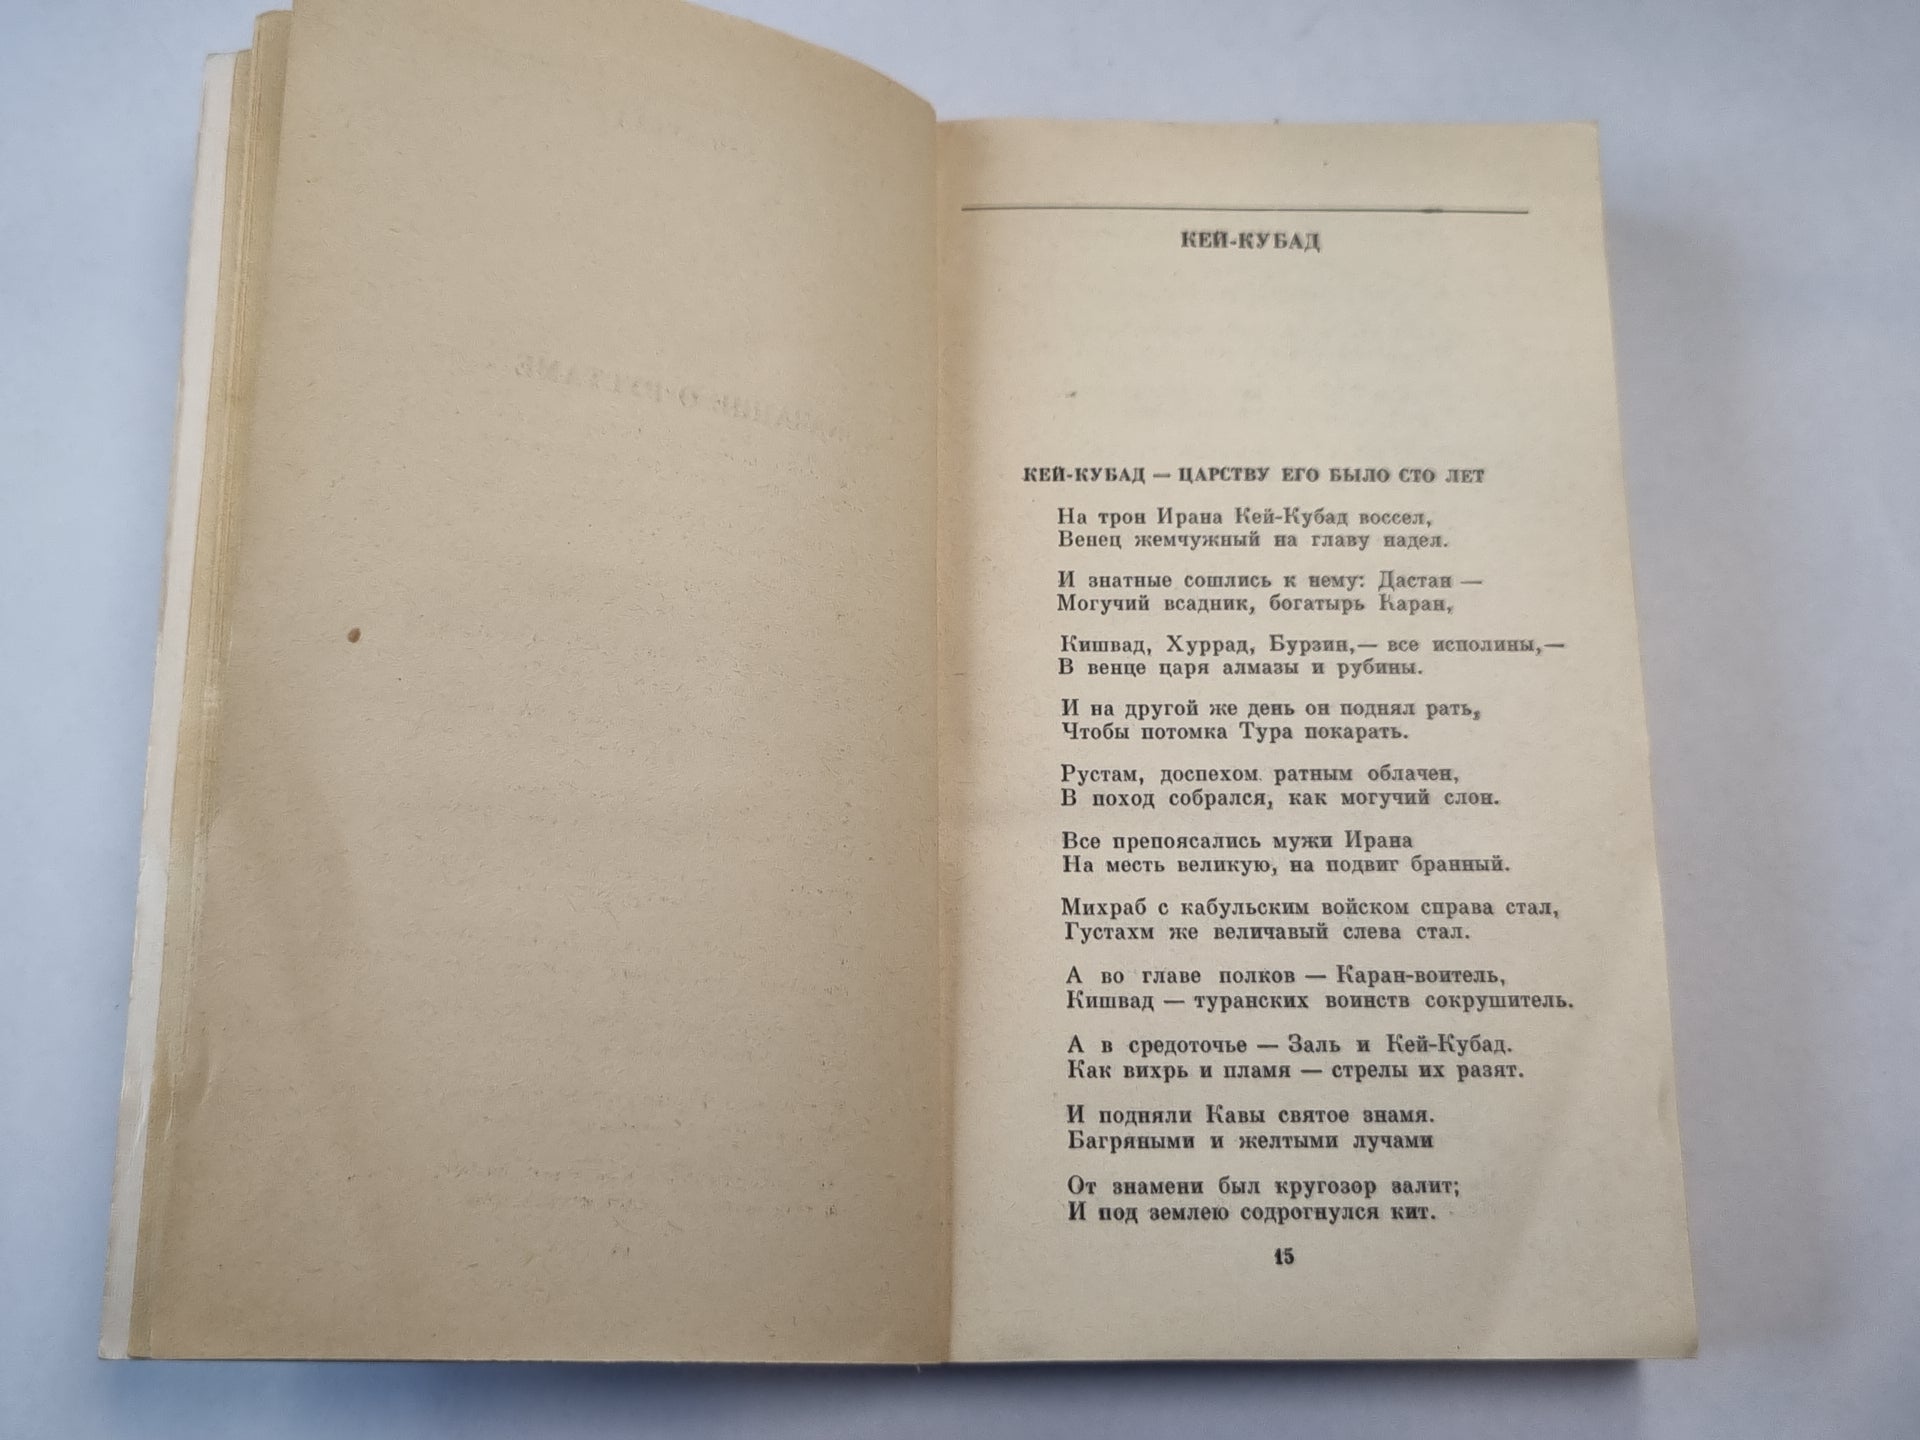 КЕЙ-КУБАД
КЕЙ-КУБАД — ЦАРСТВУ ЕГО БЫЛО СТО ЛЕТ
На трон Ирана Кей-Кубад воссел,
Венец жемчужный на главу надел.
И знатные сошлись к нему: Дастан —
Могучий всадник, богатырь Каран,
Кишвад, Хуррад, Бурзин,— все исполины,—
В венце царя алмазы и рубины.
И на другой же день он поднял рать,
Чтобы потомка Тура покарать.
Рустам, доспехом ратным облачен,
В поход собрался, как могучий слон.
Все препоясались мужи Ирана
На месть великую, на подвиг бранный.
Михраб с кабульским войском справа стал,
Густахм же величавый слева стал.
А во главе полков — Каран-воитель,
Кишвад — туранских воинств сокрушитель.
А в средоточье — Заль и Кей-Кубад.
Как вихрь и пламя — стрелы их разят.
И подняли Кавы святое знамя.
Багряными и желтыми лучами
От знамени был кругозор залит;
И под землею содрогнулся кит.
15